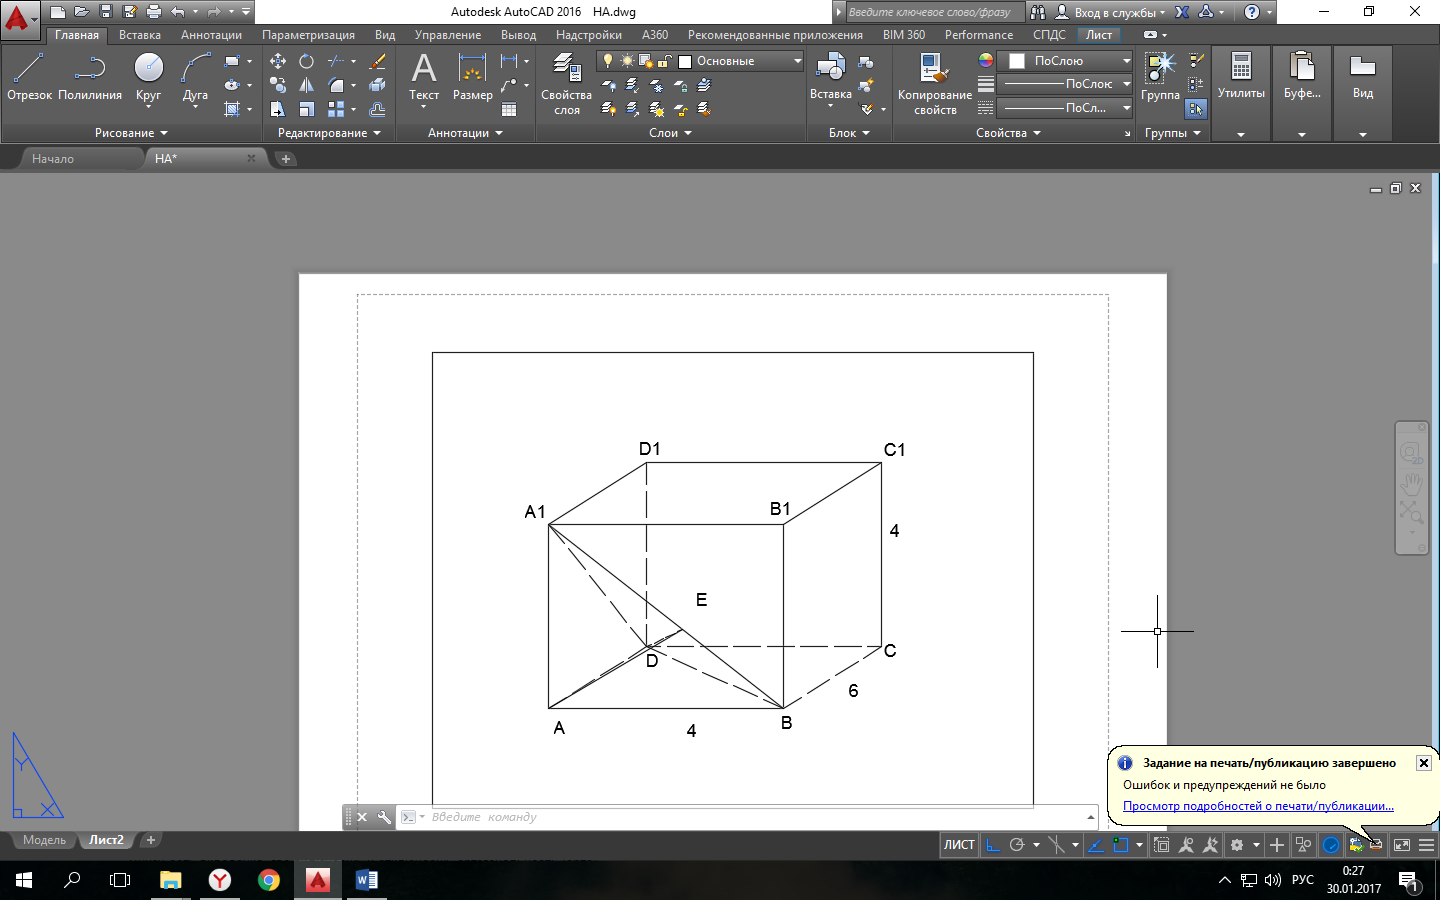 Autodesk AutoCAD 2016 НА.dwg
Введите ключевое слово/фразу
Вход в службы
Главная Вставка Аннотации Параметризация Вид Управление Вывод Надстройки A360 Рекомендованные приложения BIM 360 Performance СПДС Лист
Основные
ПоСлою
ПоСлою
ПоСл...
Отрезок Полилиния Круг Дуга
Текст Размер
Свойства слоя
Вставка
Копирование свойств
Группа
Утилиты
Буфе...
Вид
Рисование
Редактирование
Аннотации
Слои
Блок
Свойства
Группы
Начало
НА*
D1
C1
A1
B1
4
E
D
C
6
A
4
B
Y
X
2D
Задание на печать/публикацию завершено
Ошибок и предупреждений не было
Просмотр подробностей о печати/публикации...
Введите команду
Модель
Лист2
ЛИСТ
РУС
0:27
30.01.2017
1